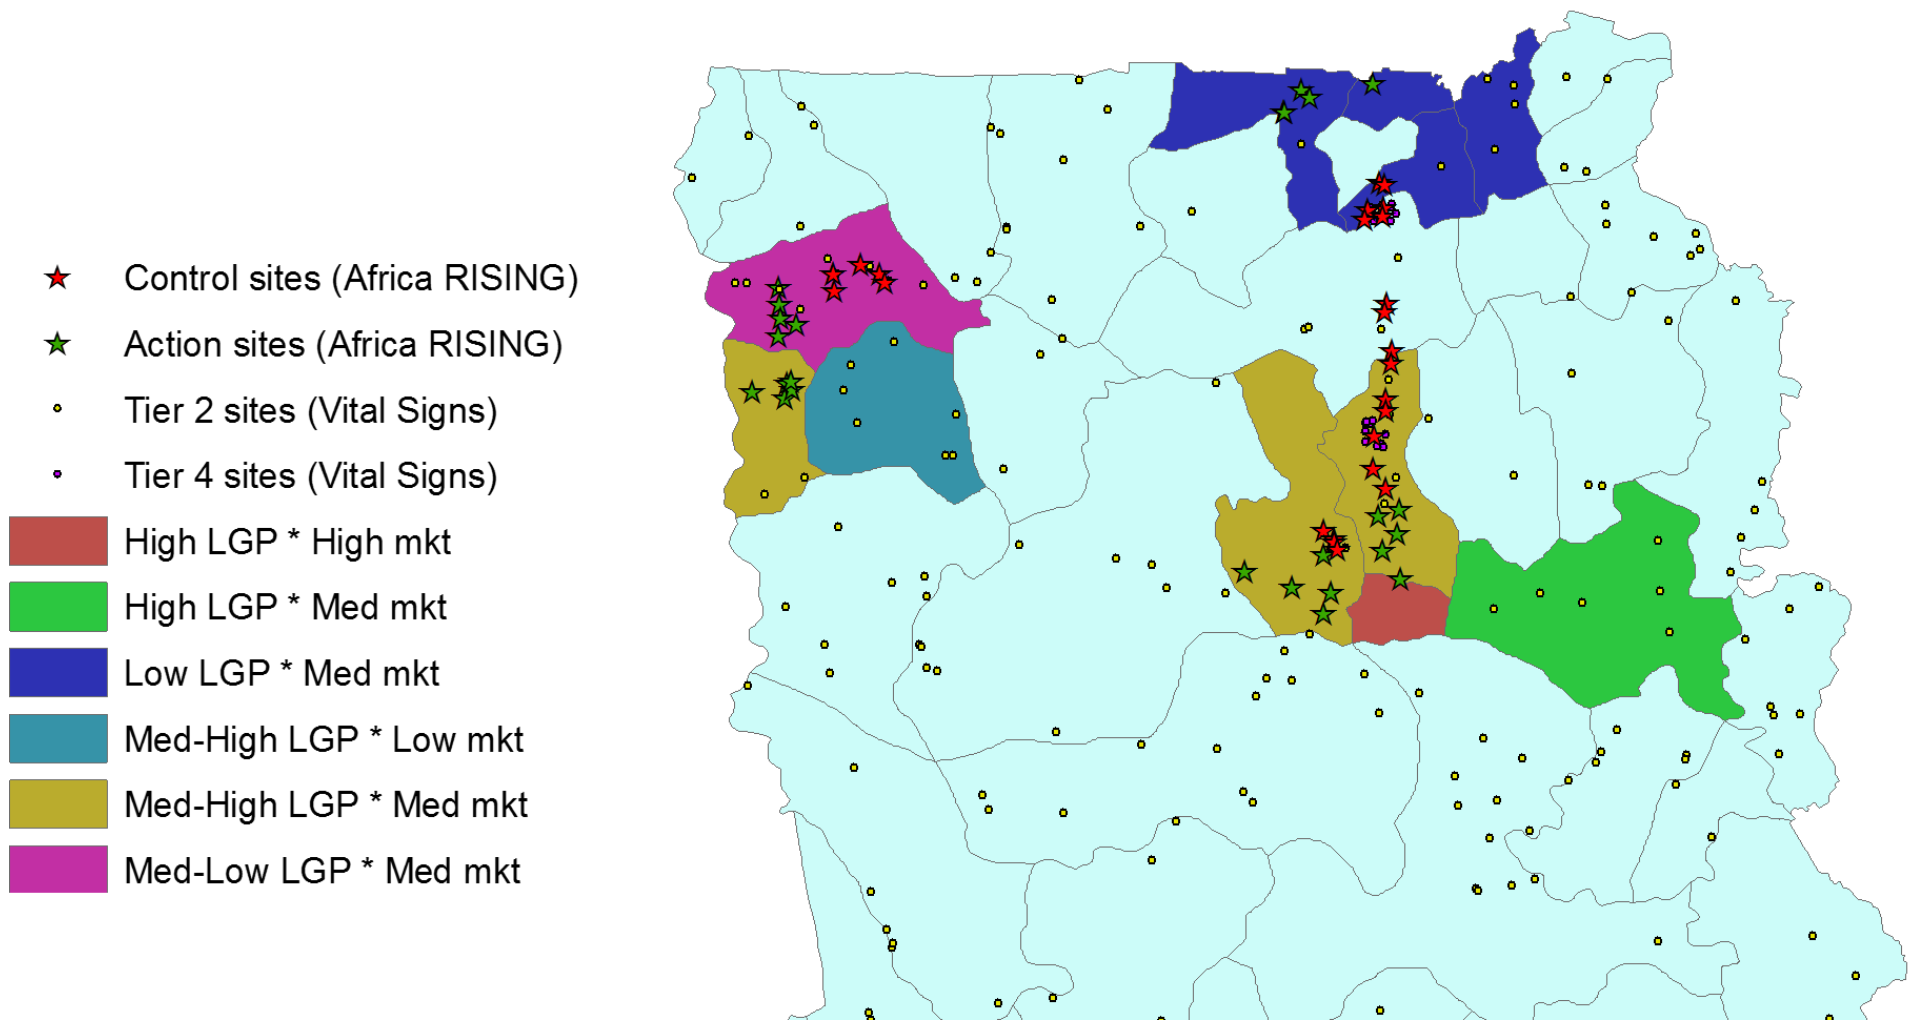 Control sites (Africa RISING)
Action sites (Africa RISING)
Tier 2 sites (Vital Signs)
Tier 4 sites (Vital Signs)
High LGP * High mkt
High LGP * Med mkt
Low LGP * Med mkt
Med-High LGP * Low mkt
Med-High LGP * Med mkt
Med-Low LGP * Med mkt